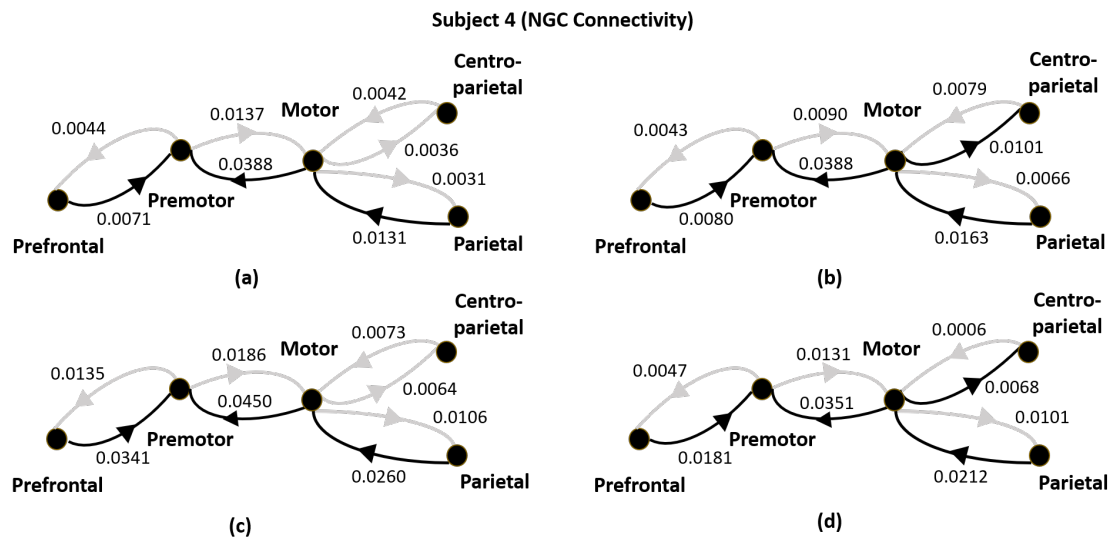 Subject 4 (NGC Connectivity)
Centro-
parietal
Motor
0.0042
0.0137
0.0044
0.0036
0.0388
0.0031
Premotor
0.0071
0.0131
Prefrontal
Parietal
(a)
Centro-
parietal
Motor
0.0079
0.0090
0.0043
0.0101
0.0388
0.0066
Premotor
0.0080
0.0163
Prefrontal
Parietal
(b)
Centro-
parietal
Motor
0.0073
0.0186
0.0135
0.0064
0.0450
0.0106
Premotor
0.0341
0.0260
Prefrontal
Parietal
(c)
Centro-
parietal
Motor
0.0006
0.0131
0.0047
0.0068
0.0351
0.0101
Premotor
0.0181
0.0212
Prefrontal
Parietal
(d)